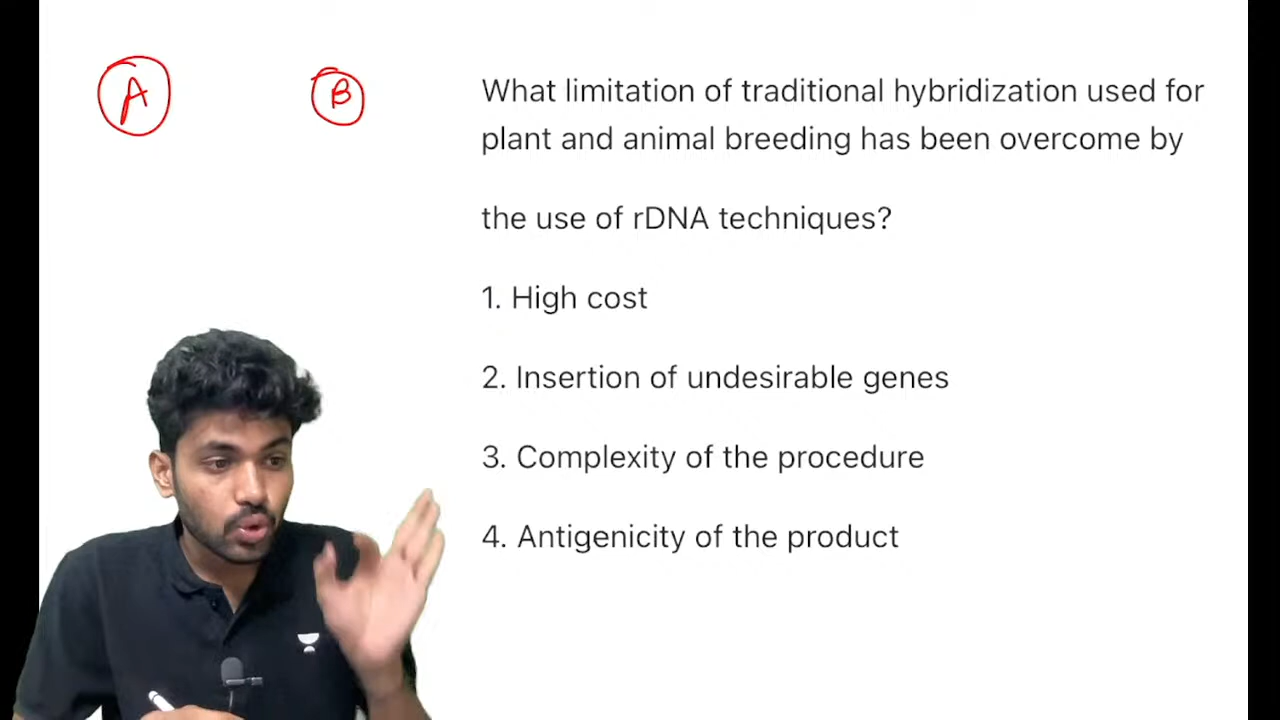 A
B
What limitation of traditional hybridization used for
plant and animal breeding has been overcome by
the use of rDNA techniques?
1. High cost
2. Insertion of undesirable genes
3. Complexity of the procedure
4. Antigenicity of the product